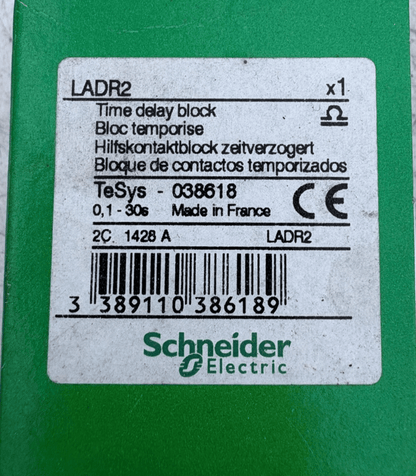 LADR2 x1
Time delay block
Bloc temporise
Hilfskontaktblock zeitverzogert
Bloque de contactos temporizados
TeSys - 038618
0,1 - 30s Made in France CE
2C. 1428 A LADR2
3 389110 386189
Schneider
Electric